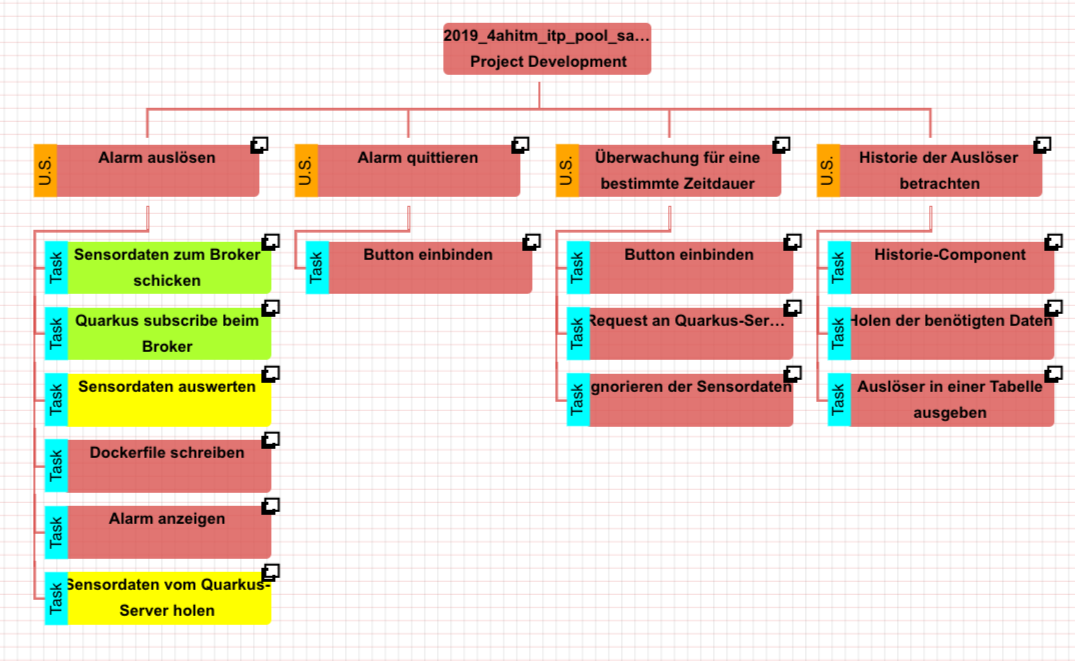 2019_4ahitm_itp_pool_sa...
Project Development
U.S.
Alarm auslösen
U.S.
Alarm quittieren
U.S.
Überwachung für eine
bestimmte Zeitdauer
U.S.
Historie der Auslöser
betrachten
Task
Sensordaten zum Broker
schicken
Task
Quarkus subscribe beim
Broker
Task
Sensordaten auswerten
Task
Dockerfile schreiben
Task
Alarm anzeigen
Task
Sensordaten vom Quarkus-
Server holen
Task
Button einbinden
Task
Button einbinden
Task
Request an Quarkus-Ser...
Task
gnorieren der Sensordaten
Task
Historie-Component
Task
Holen der benötigten Daten
Task
Auslöser in einer Tabelle
ausgeben